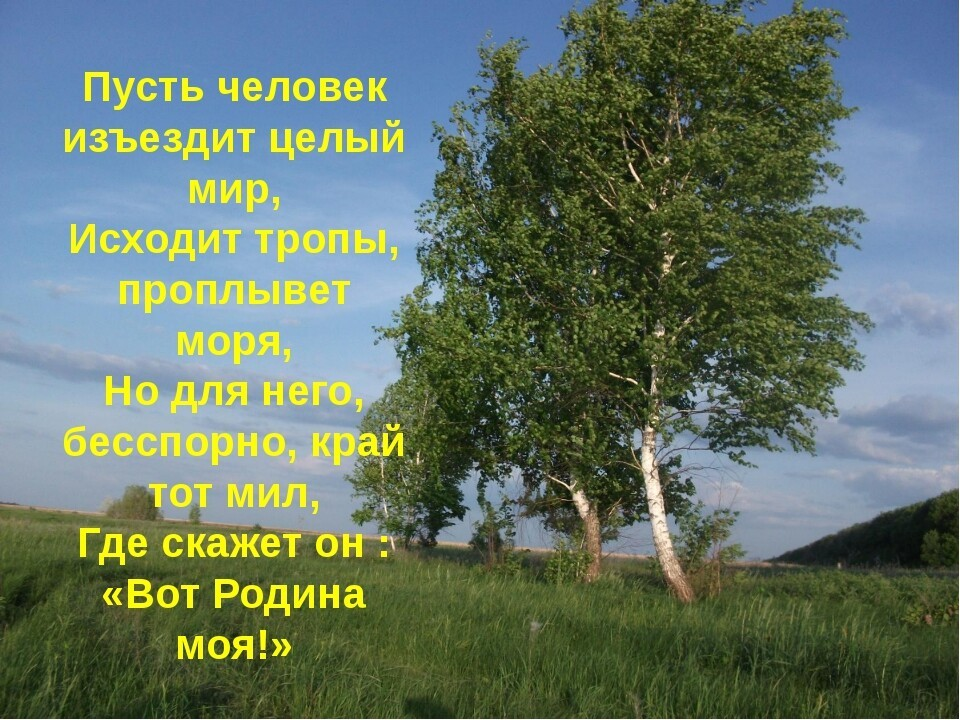 Пусть человек
изъездит целый
мир,
Исходит тропы,
проплывет
моря,
Но для него,
бесспорно, край
тот мил,
Где скажет он :
«Вот Родина
моя!»